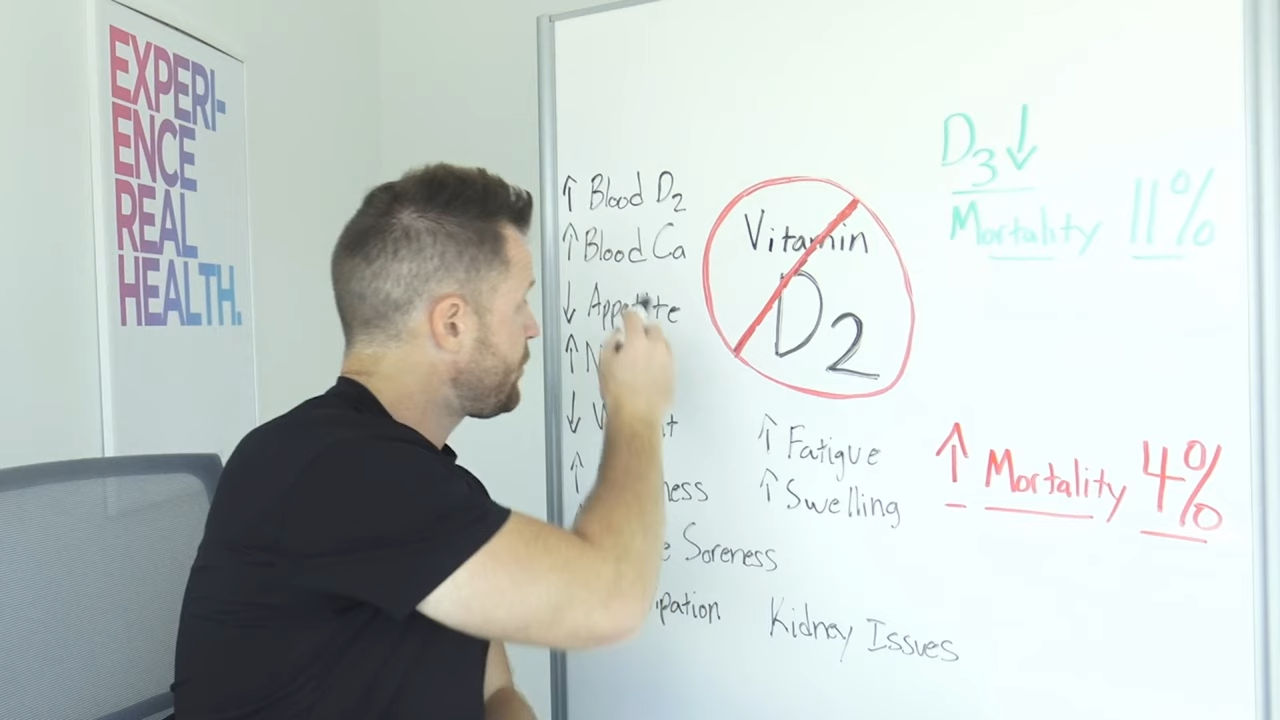 EXPERI-
ENCE
REAL
HEALTH.
↑ Blood D2
↑ Blood Ca
↓ Appetite
↑
↓
↑
Soreness
Vitamin
D2
↑ Fatigue
↑ Swelling
Kidney Issues
D3 ↓
Mortality 11%
↑ Mortality 4%